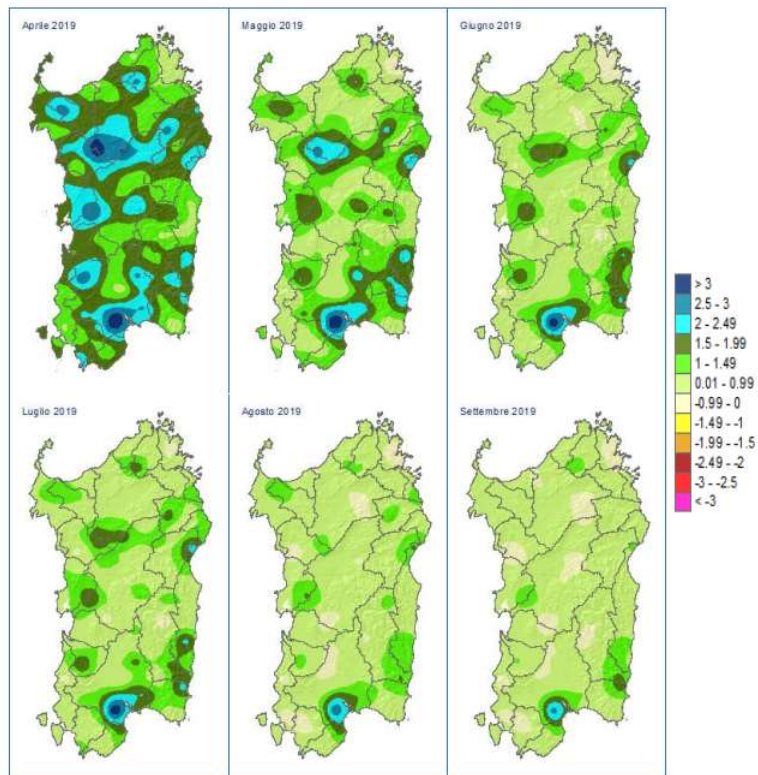 Aprile 2019
Maggio 2019
Giugno 2019
> 3
2.5 - 3
2 - 2.49
1.5 - 1.99
1 - 1.49
0.01 - 0.99
-0.99 - 0
-1.49 - -1
-1.99 - -1.5
-2.49 - -2
-3 - -2.5
< -3
Luglio 2019
Agosto 2019
Settembre 2019